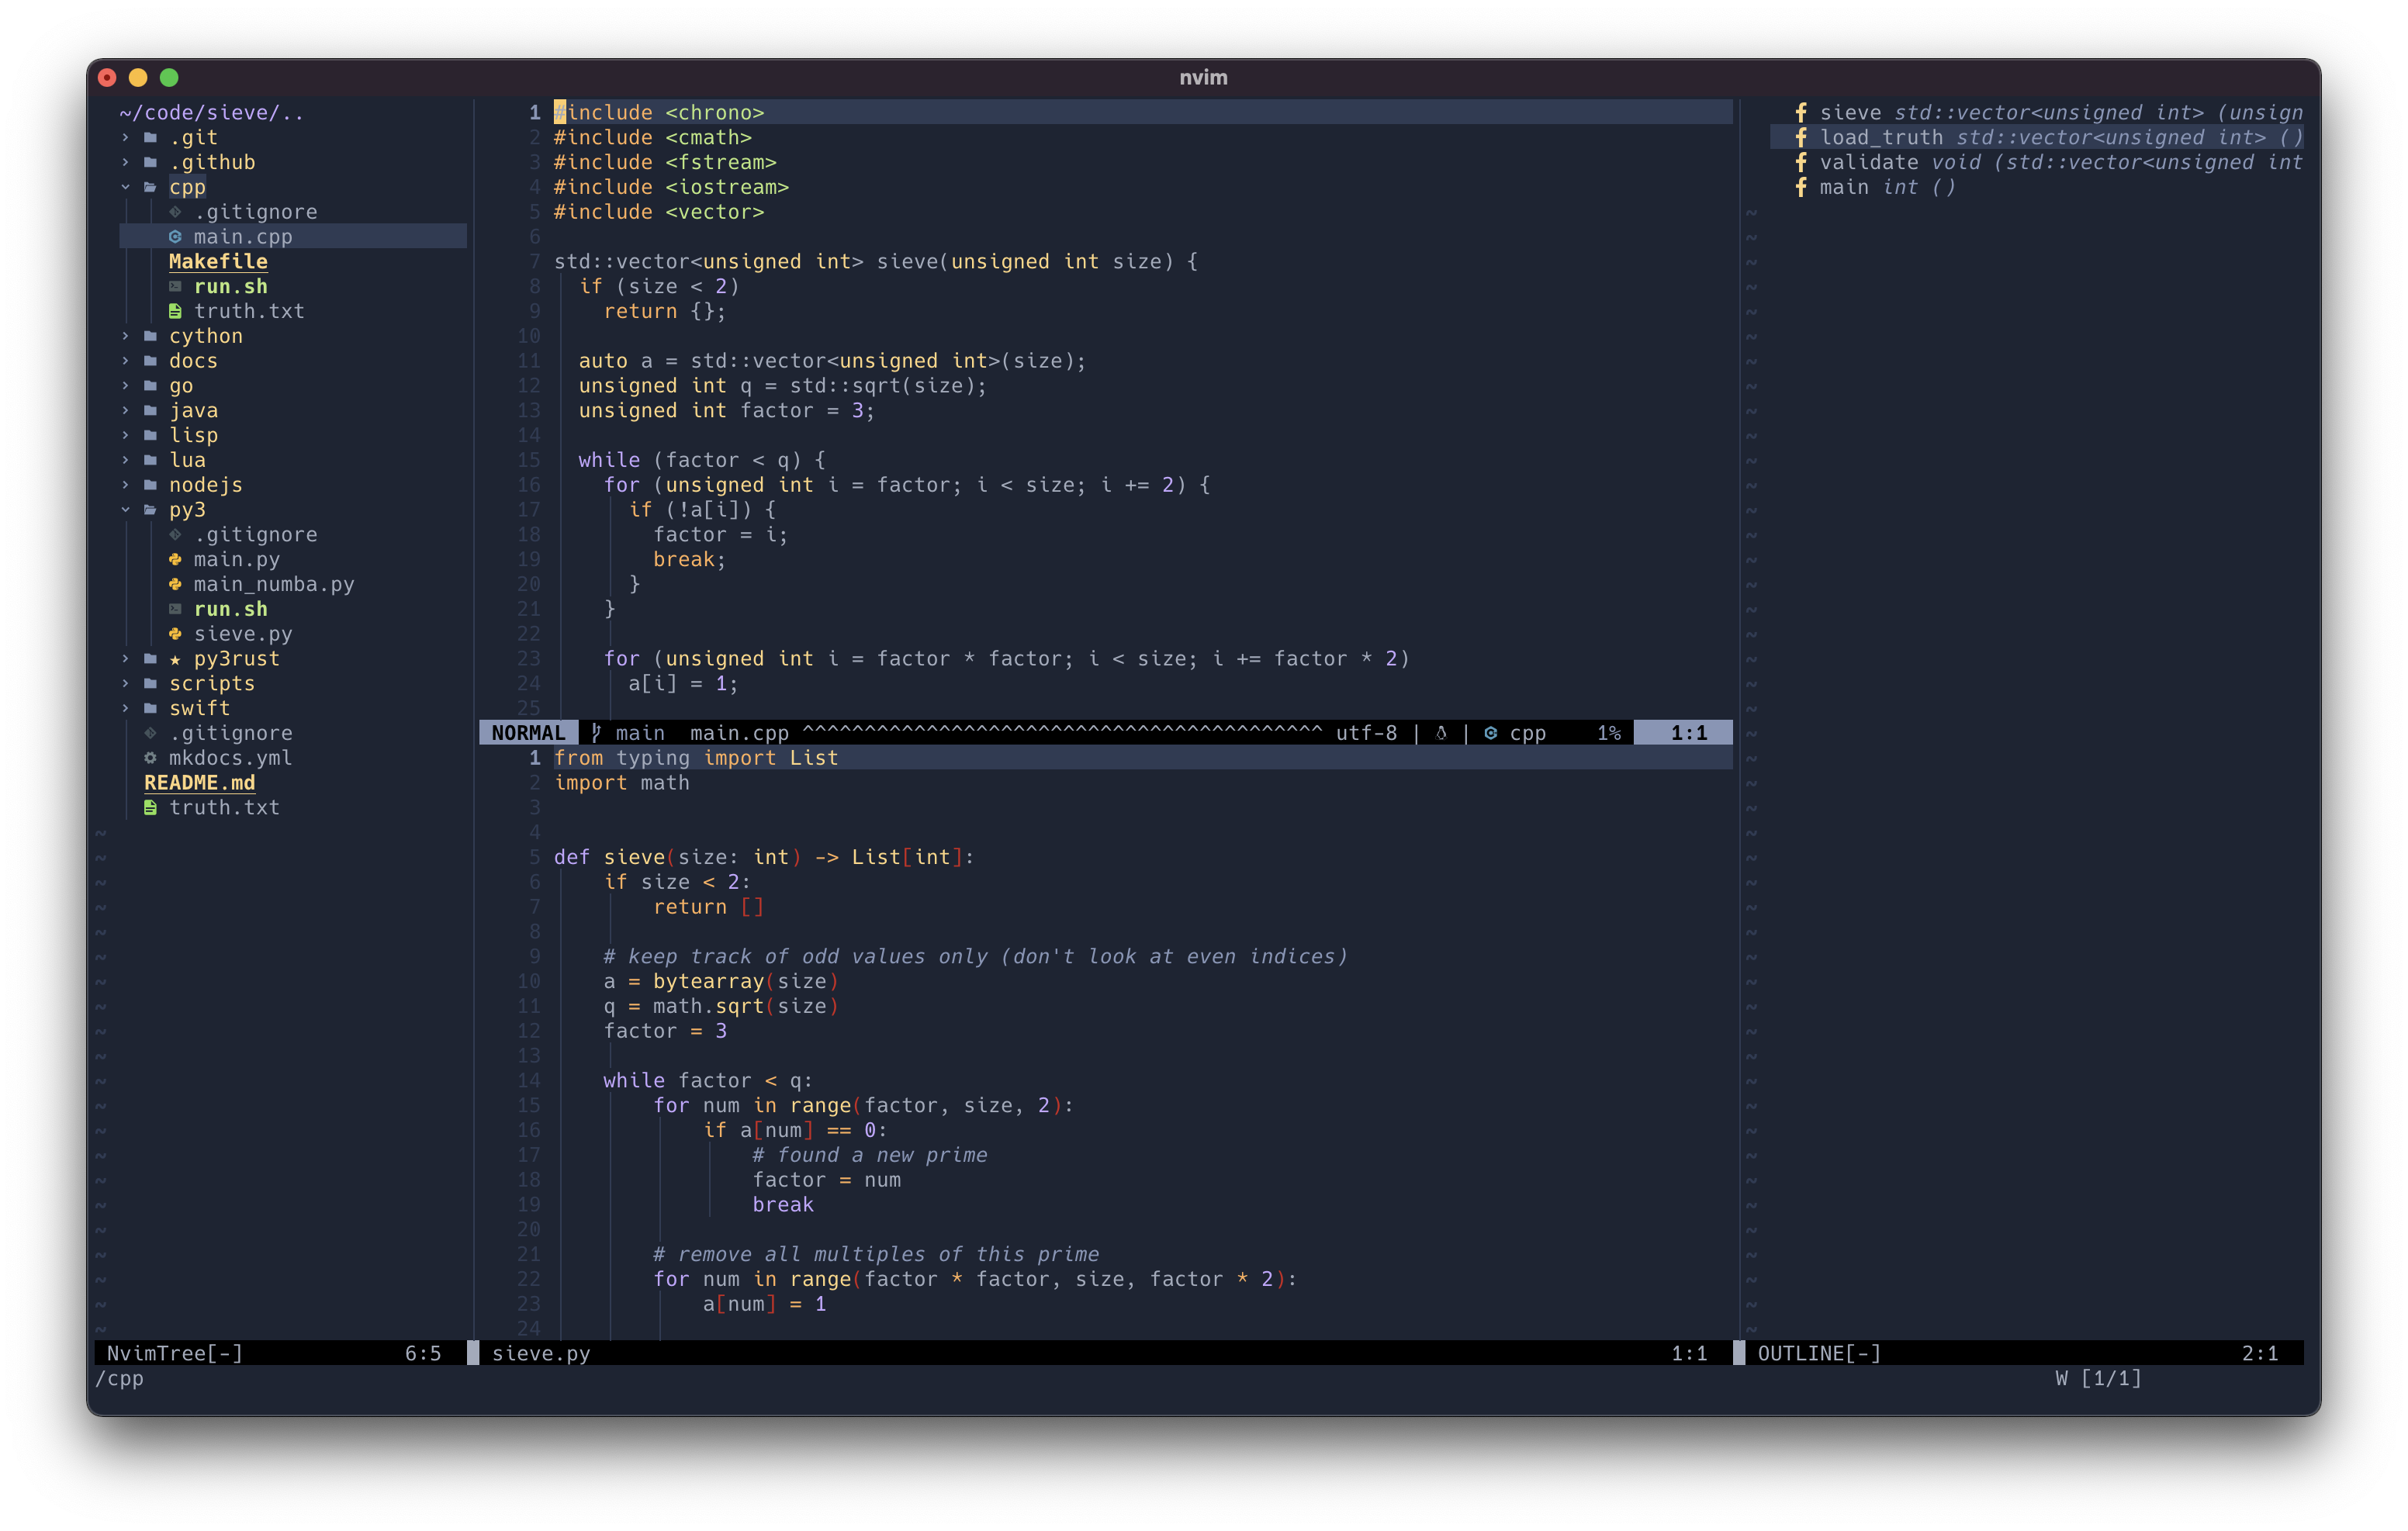 nvim
~/code/sieve/..
.git
.github
cpp
.gitignore
main.cpp
Makefile
run.sh
truth.txt
cython
docs
go
java
lisp
lua
nodejs
py3
.gitignore
main.py
main_numba.py
run.sh
sieve.py
★ py3rust
scripts
swift
.gitignore
mkdocs.yml
README.md
truth.txt
NvimTree[-] 6:5
1 #include <chrono>
2 #include <cmath>
3 #include <fstream>
4 #include <iostream>
5 #include <vector>
6
7 std::vector<unsigned int> sieve(unsigned int size) {
8   if (size < 2)
9     return {};
10
11   auto a = std::vector<unsigned int>(size);
12   unsigned int q = std::sqrt(size);
13   unsigned int factor = 3;
14
15   while (factor < q) {
16     for (unsigned int i = factor; i < size; i += 2) {
17       if (!a[i]) {
18         factor = i;
19         break;
20       }
21     }
22
23     for (unsigned int i = factor * factor; i < size; i += factor * 2)
24       a[i] = 1;
25
NORMAL main main.cpp ^^^^^^^^^^^^^^^^^^^^^^^^^^^^^^^^^^^^^^^^^^ utf-8 | | cpp 1% 1:1
1 from typing import List
2 import math
3
4
5 def sieve(size: int) -> List[int]:
6     if size < 2:
7         return []
8
9     # keep track of odd values only (don't look at even indices)
10     a = bytearray(size)
11     q = math.sqrt(size)
12     factor = 3
13
14     while factor < q:
15         for num in range(factor, size, 2):
16             if a[num] == 0:
17                 # found a new prime
18                 factor = num
19                 break
20
21         # remove all multiples of this prime
22         for num in range(factor * factor, size, factor * 2):
23             a[num] = 1
24
sieve.py 1:1
sieve std::vector<unsigned int> (unsign
load_truth std::vector<unsigned int> ()
validate void (std::vector<unsigned int
main int ()
OUTLINE[-] 2:1
/cpp W [1/1]